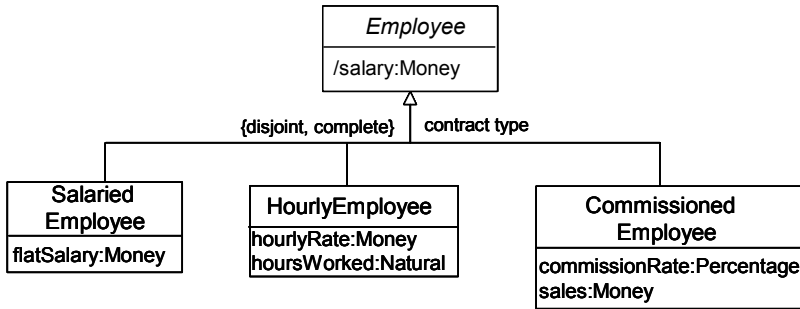 Employee
/salary:Money
{disjoint, complete}
contract type
Salaried
Employee
flatSalary:Money
HourlyEmployee
hourlyRate:Money
hoursWorked:Natural
Commissioned
Employee
commissionRate:Percentage
sales:Money